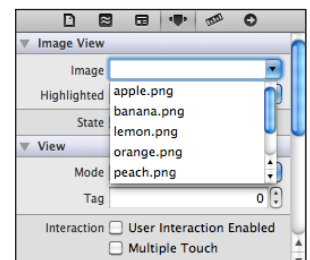 Image View
Image
apple.png
Highlighted
banana.png
lemon.png
State
orange.png
View
Mode
peach.png
Tag
0
Interaction
User Interaction Enabled
Multiple Touch